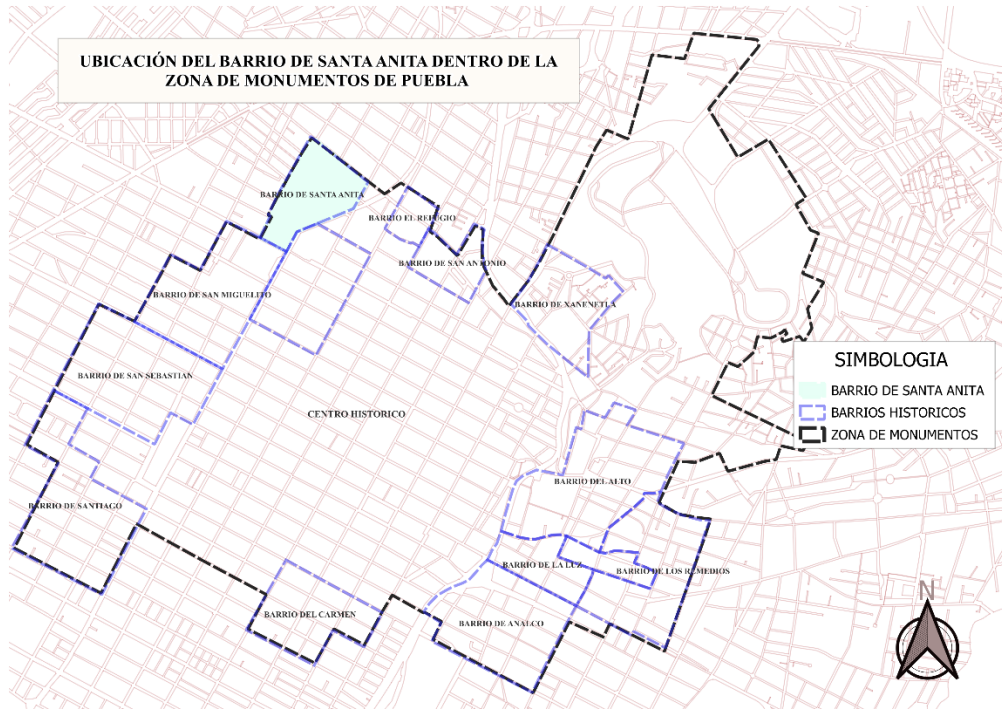 UBICACIÓN DEL BARRIO DE SANTA ANITA DENTRO DE LA
ZONA DE MONUMENTOS DE PUEBLA
BARRIO DE SANTA ANITA
BARRIO EL REFUGIO
BARRIO DE SAN ANTONIO
BARRIO DE SAN MIGUELITO
BARRIO DE XANENETLA
BARRIO DE SAN SEBASTIAN
CENTRO HISTORICO
BARRIO DEL ALTO
BARRIO DE SANTIAGO
BARRIO DE LA LUZ
BARRIO DE LOS REMEDIOS
BARRIO DEL CARMEN
BARRIO DE ANALCO
SIMBOLOGIA
BARRIO DE SANTA ANITA
BARRIOS HISTORICOS
ZONA DE MONUMENTOS
N